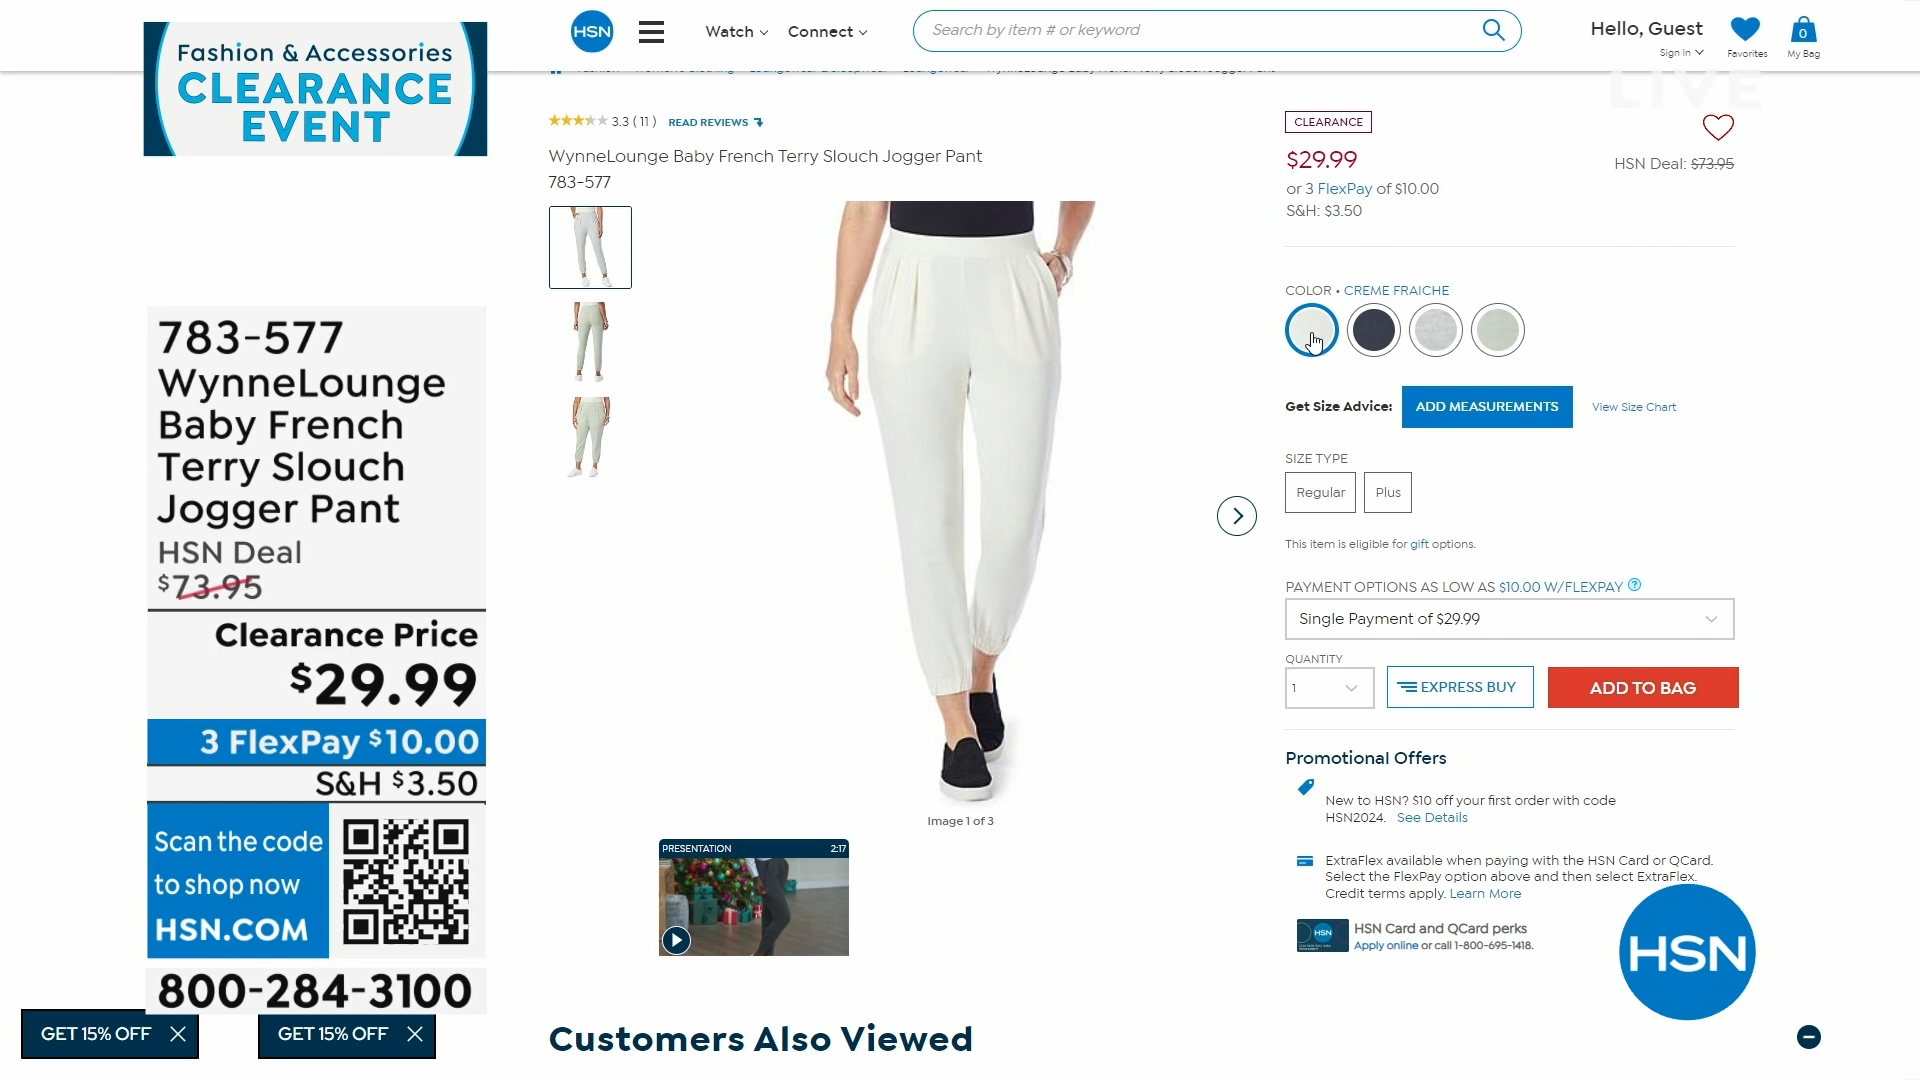 Fashion & Accessories
CLEARANCE
EVENT
HSN
Watch
Connect
Search by item # or keyword
Hello, Guest
Sign In
Favorites
0
My Bag
LIVE
3.3 ( 11 )
READ REVIEWS
WynneLounge Baby French Terry Slouch Jogger Pant
783-577
CLEARANCE
$29.99
HSN Deal: $73.95
or 3 FlexPay of $10.00
S&H: $3.50
COLOR • CREME FRAICHE
Get Size Advice:
ADD MEASUREMENTS
View Size Chart
SIZE TYPE
Regular
Plus
This item is eligible for gift options.
PAYMENT OPTIONS AS LOW AS $10.00 W/FLEXPAY ?
Single Payment of $29.99
QUANTITY
1
EXPRESS BUY
ADD TO BAG
Promotional Offers
New to HSN? $10 off your first order with code
HSN2024. See Details
ExtraFlex available when paying with the HSN Card or QCard.
Select the FlexPay option above and then select ExtraFlex.
Credit terms apply. Learn More
HSN
HSN Card and QCard perks
Apply online or call 1-800-695-1418.
HSN
Image 1 of 3
PRESENTATION 2:17
783-577
WynneLounge
Baby French
Terry Slouch
Jogger Pant
HSN Deal
$73.95
Clearance Price
$29.99
3 FlexPay $10.00
S&H $3.50
Scan the code
to shop now
HSN.COM
800-284-3100
GET 15% OFF
GET 15% OFF
Customers Also Viewed